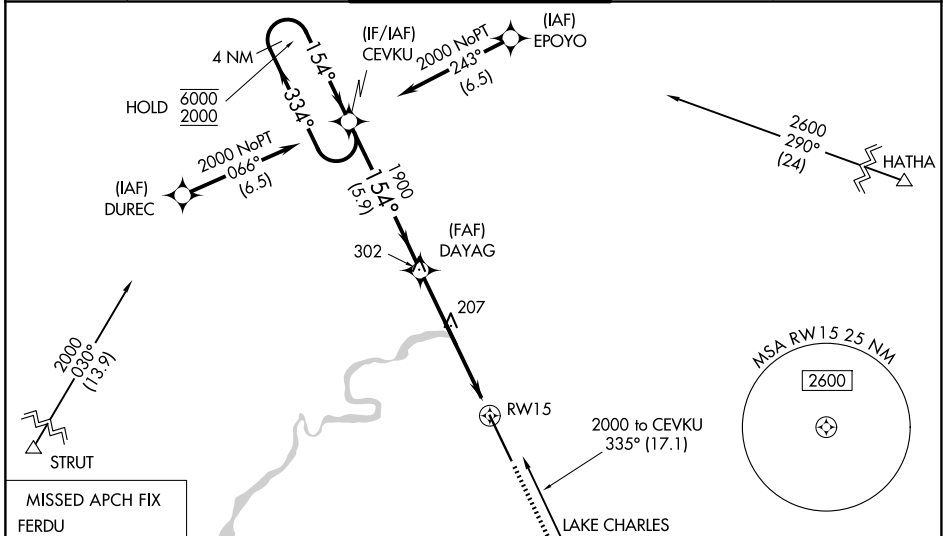 (IAF)
EPOYO
(IF/IAF)
CEVKU
2000 NoPT
243°
(6.5)
4 NM
154°
334°
HOLD 6000
2000
2000 NoPT
066°
(6.5)
(IAF)
DUREC
2600
290°
(24)
HATHA
1900
154°
(5.9)
(FAF)
DAYAG
302
207
2000
030°
(13.9)
STRUT
MSA RW15 25 NM
2600
RW15
2000 to CEVKU
335° (17.1)
LAKE CHARLES
MISSED APCH FIX
FERDU